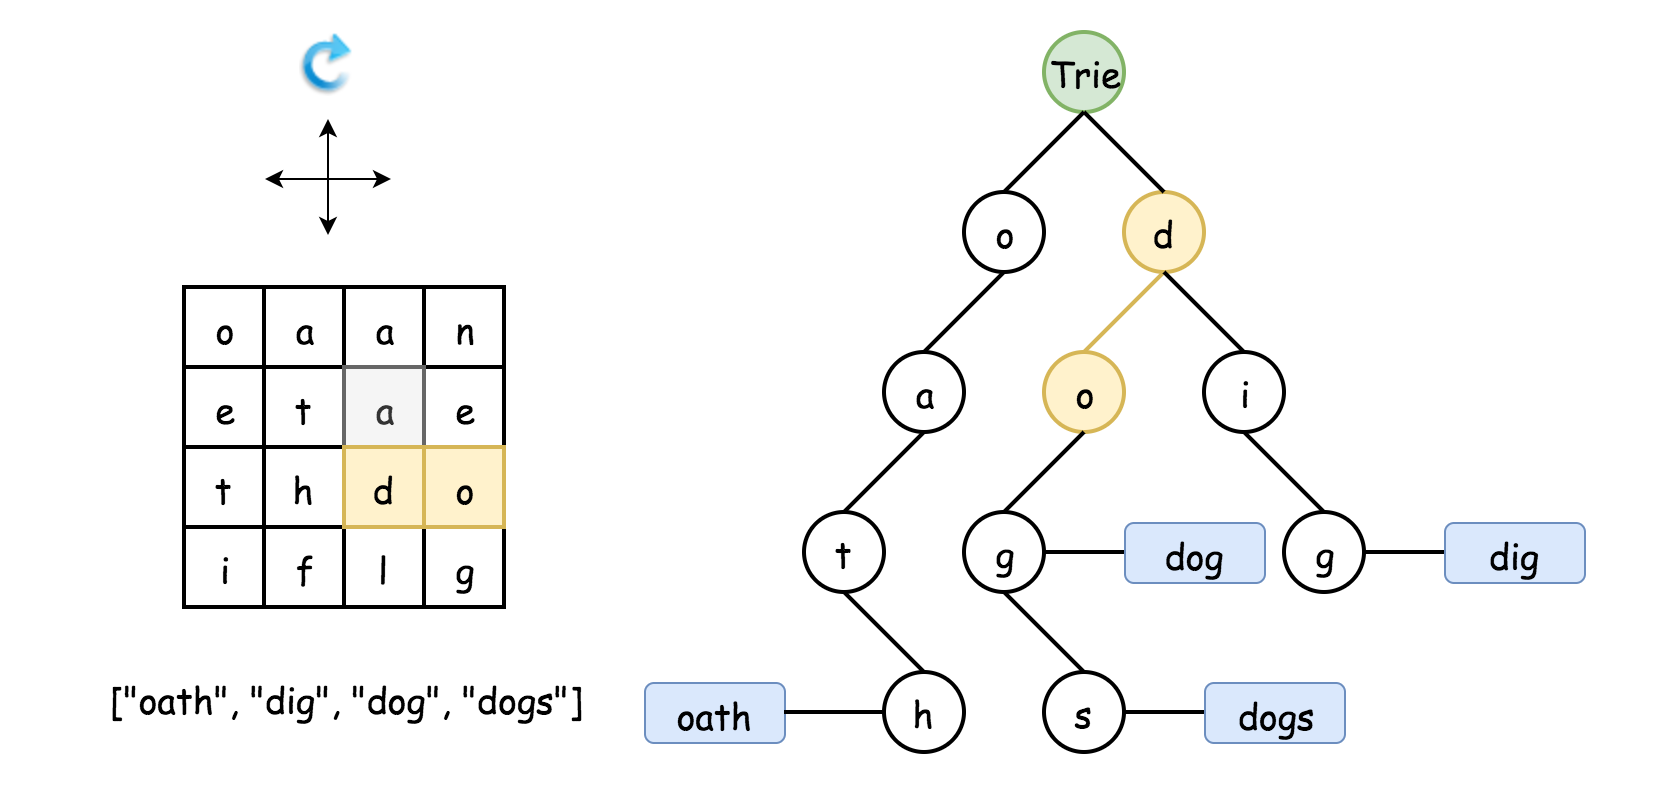 Trie
o d
o a a n
e t a e
a o i
t h d o
i f l g
t g dog g dig
["oath", "dig", "dog", "dogs"]
oath h s dogs